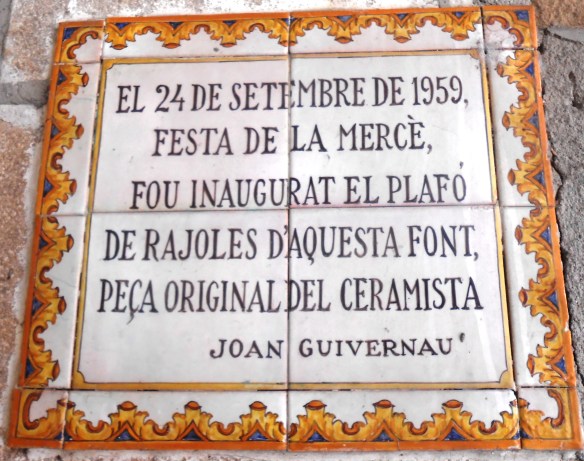 EL 24 DE SETEMBRE DE 1959,
FESTA DE LA MERCÈ,
FOU INAUGURAT EL PLAFÓ
DE RAJOLES D'AQUESTA FONT,
PEÇA ORIGINAL DEL CERAMISTA
JOAN GUIVERNAU